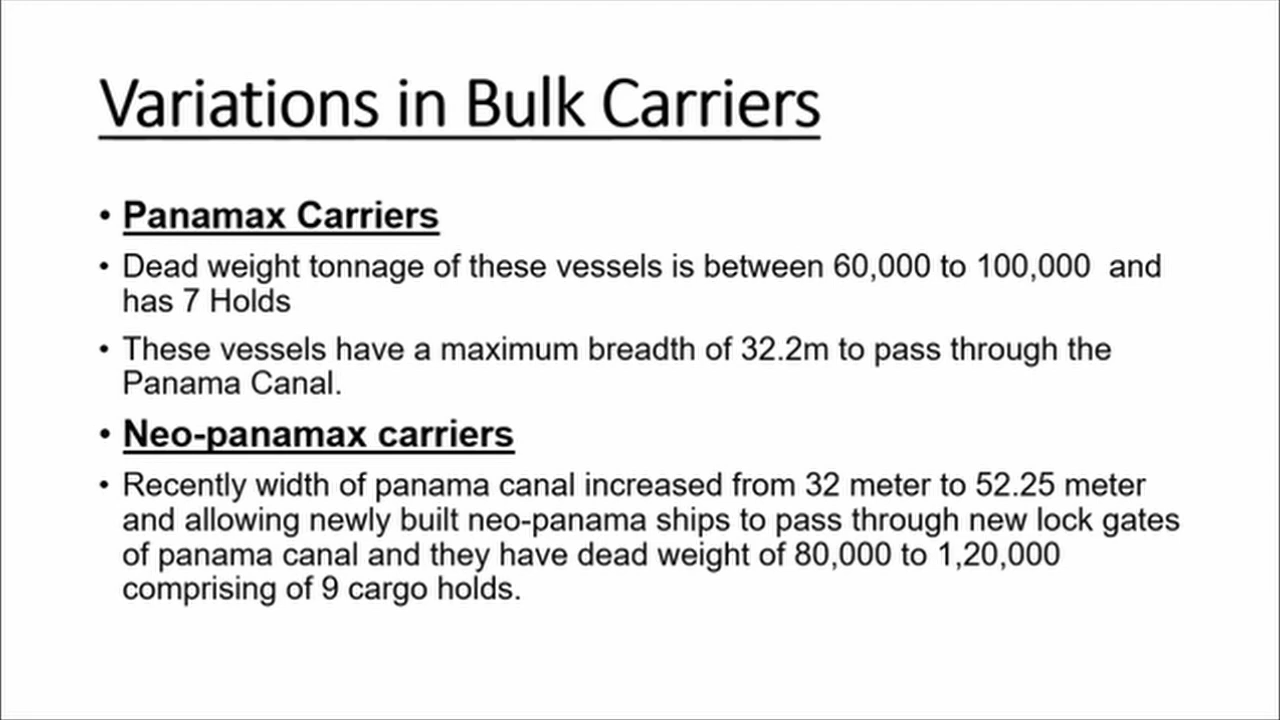 Variations in Bulk Carriers
• Panamax Carriers
• Dead weight tonnage of these vessels is between 60,000 to 100,000  and
has 7 Holds
• These vessels have a maximum breadth of 32.2m to pass through the
Panama Canal.
• Neo-panamax carriers
• Recently width of panama canal increased from 32 meter to 52.25 meter
and allowing newly built neo-panama ships to pass through new lock gates
of panama canal and they have dead weight of 80,000 to 1,20,000
comprising of 9 cargo holds.